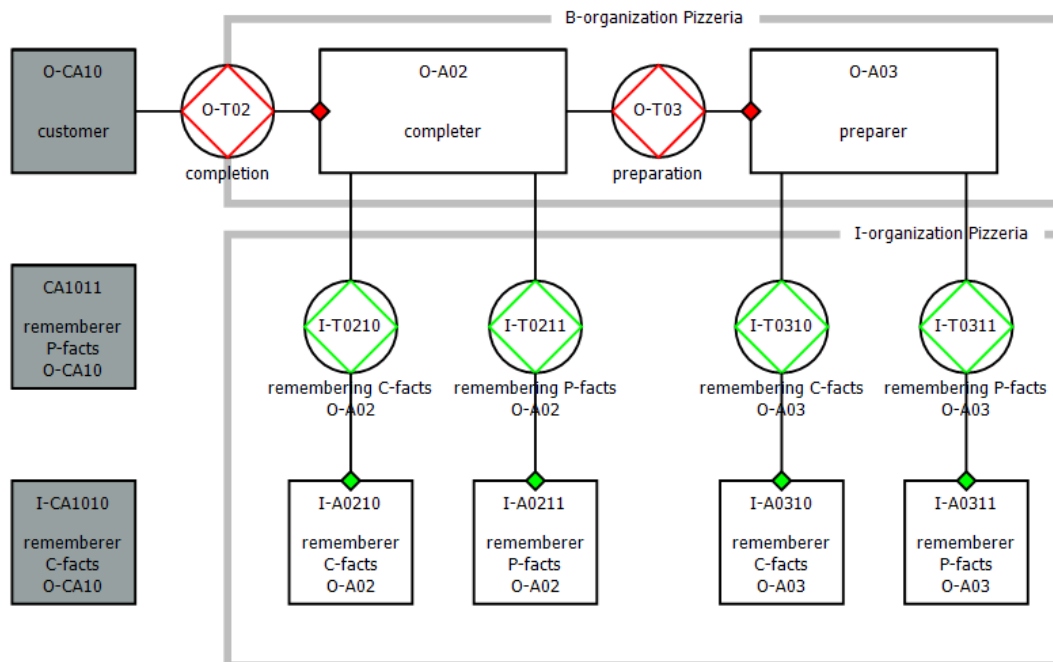 B-organization Pizzeria
O-CA10
customer
O-T02
completion
O-A02
completer
O-T03
preparation
O-A03
preparer
I-organization Pizzeria
CA1011
rememberer
P-facts
O-CA10
I-T0210
remembering C-facts
O-A02
I-T0211
remembering P-facts
O-A02
I-T0310
remembering C-facts
O-A03
I-T0311
remembering P-facts
O-A03
I-CA1010
rememberer
C-facts
O-CA10
I-A0210
rememberer
C-facts
O-A02
I-A0211
rememberer
P-facts
O-A02
I-A0310
rememberer
C-facts
O-A03
I-A0311
rememberer
P-facts
O-A03